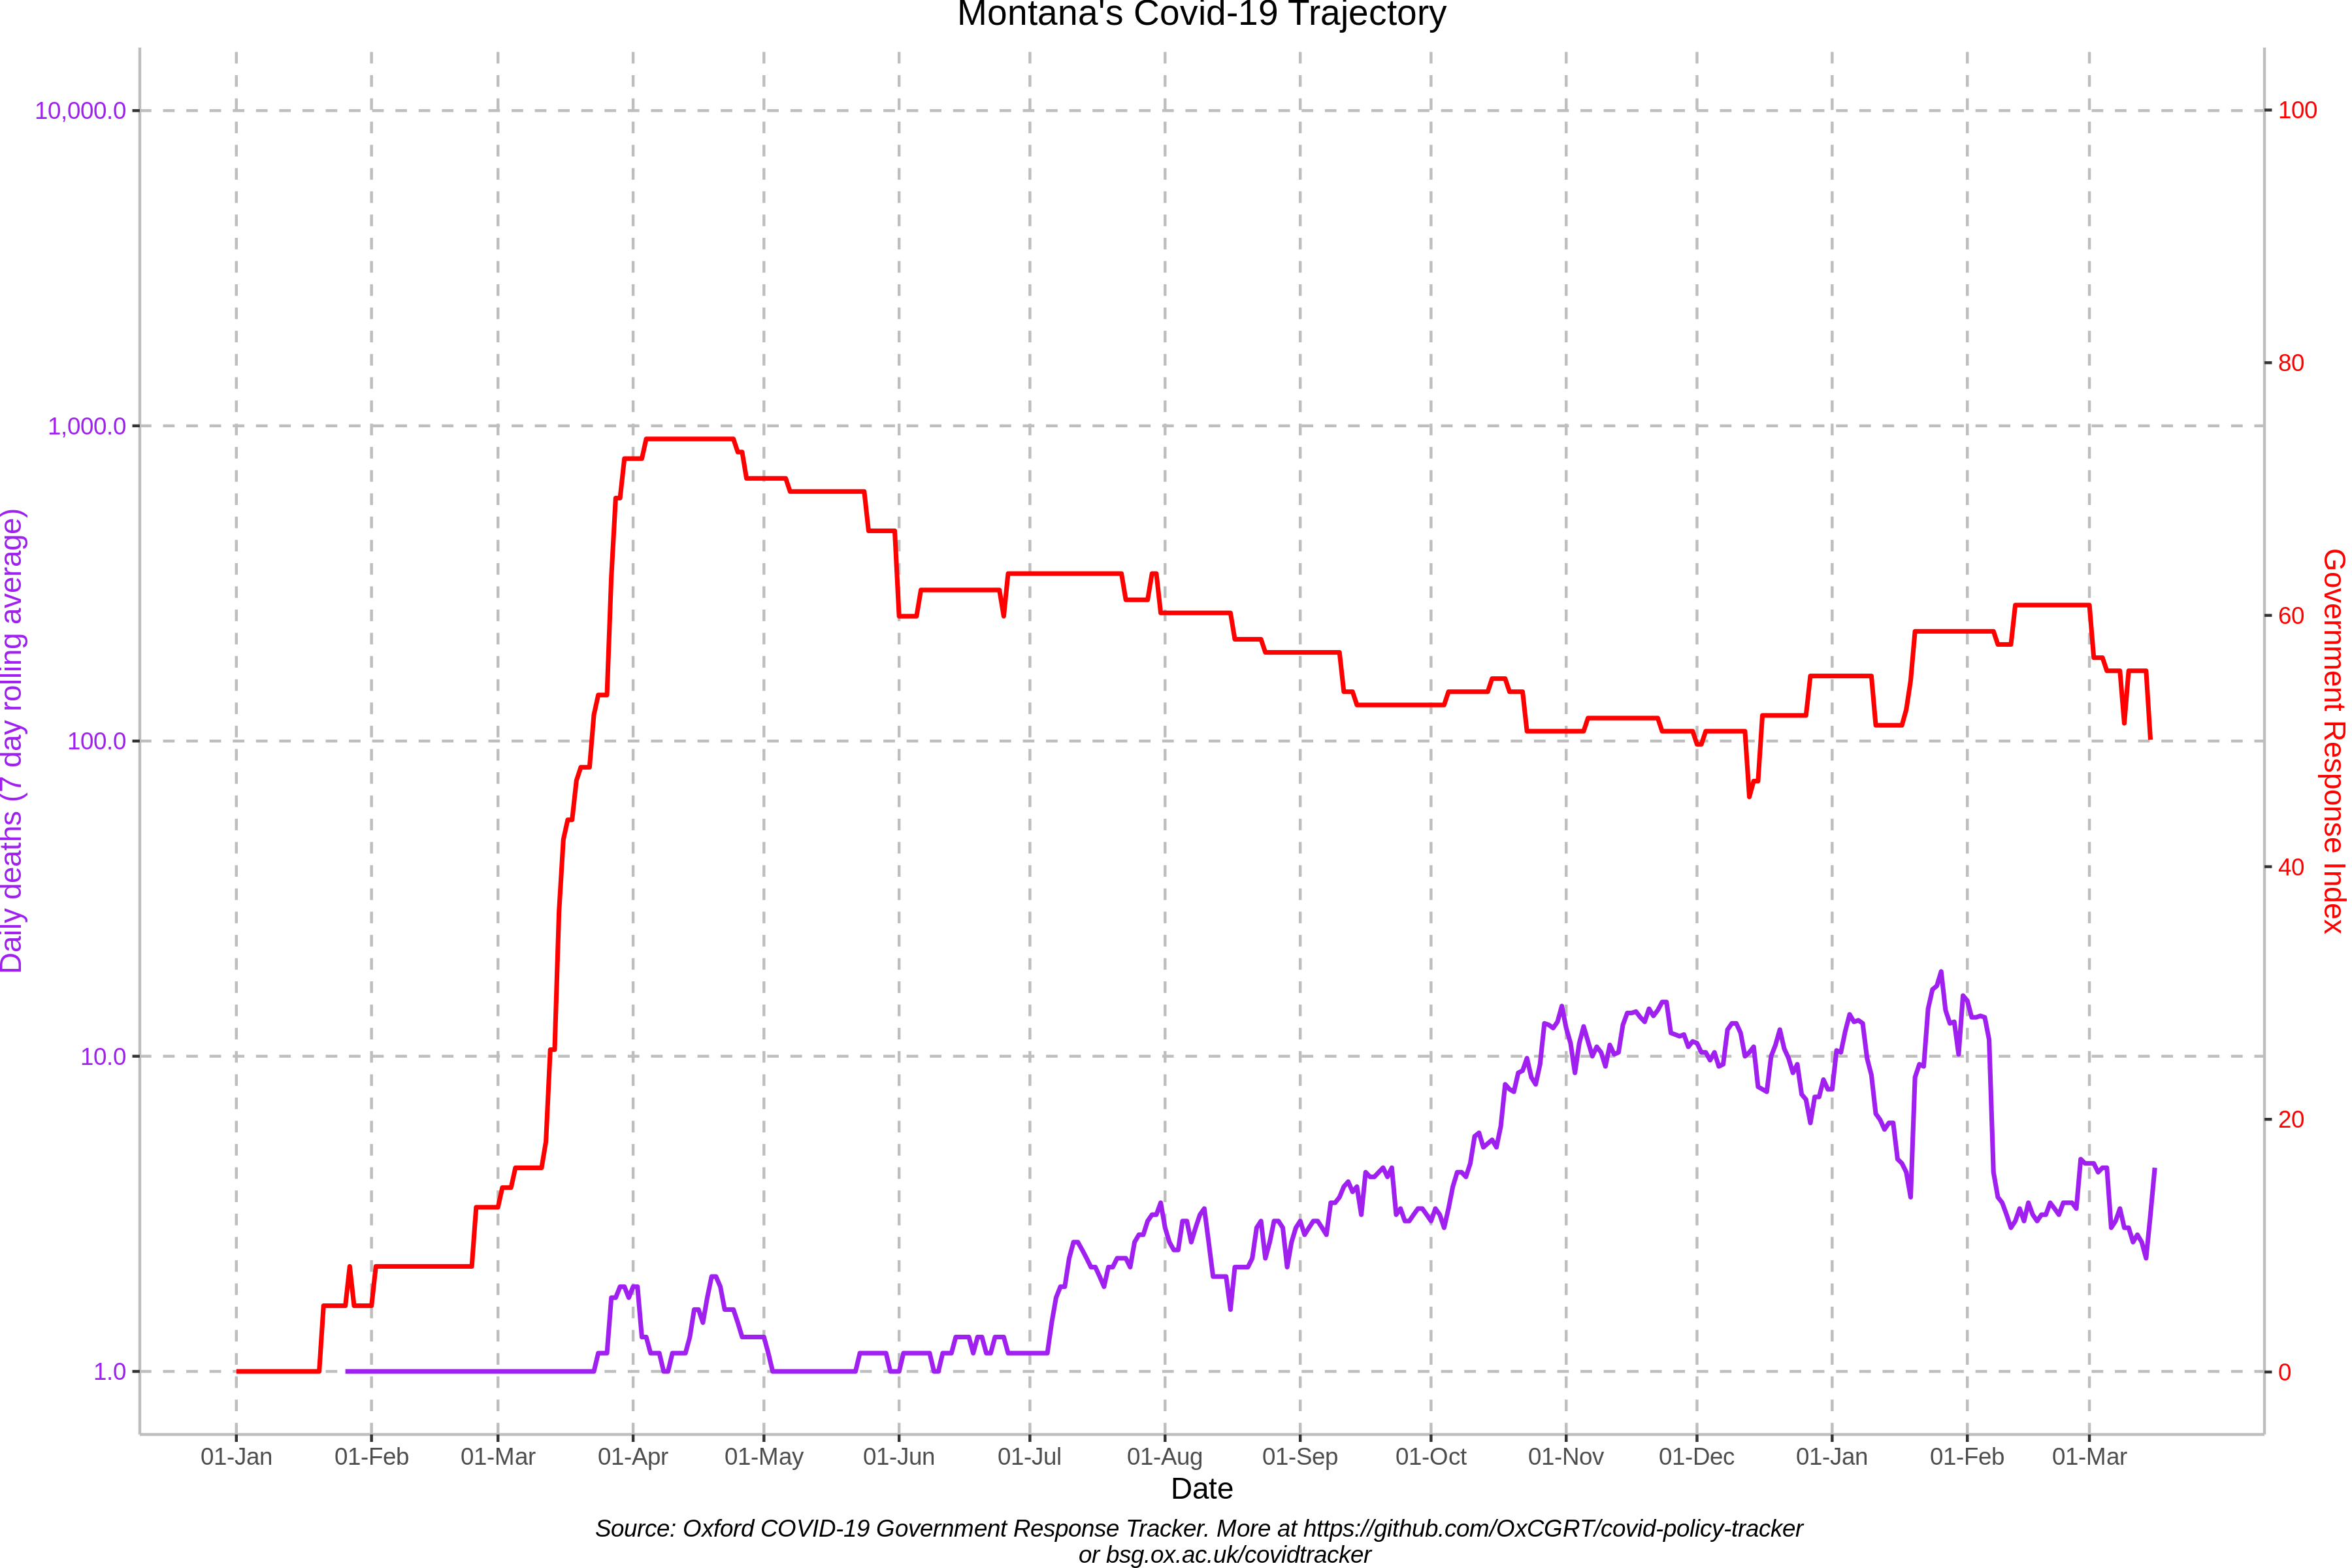 Montana's Covid-19 Trajectory
10,000.0
1,000.0
100.0
10.0
1.0
Daily deaths (7 day rolling average)
100
80
60
40
20
0
Government Response Index
01-Jan 01-Feb 01-Mar 01-Apr 01-May 01-Jun 01-Jul 01-Aug 01-Sep 01-Oct 01-Nov 01-Dec 01-Jan 01-Feb 01-Mar
Date
Source: Oxford COVID-19 Government Response Tracker. More at https://github.com/OxCGRT/covid-policy-tracker
or bsg.ox.ac.uk/covidtracker